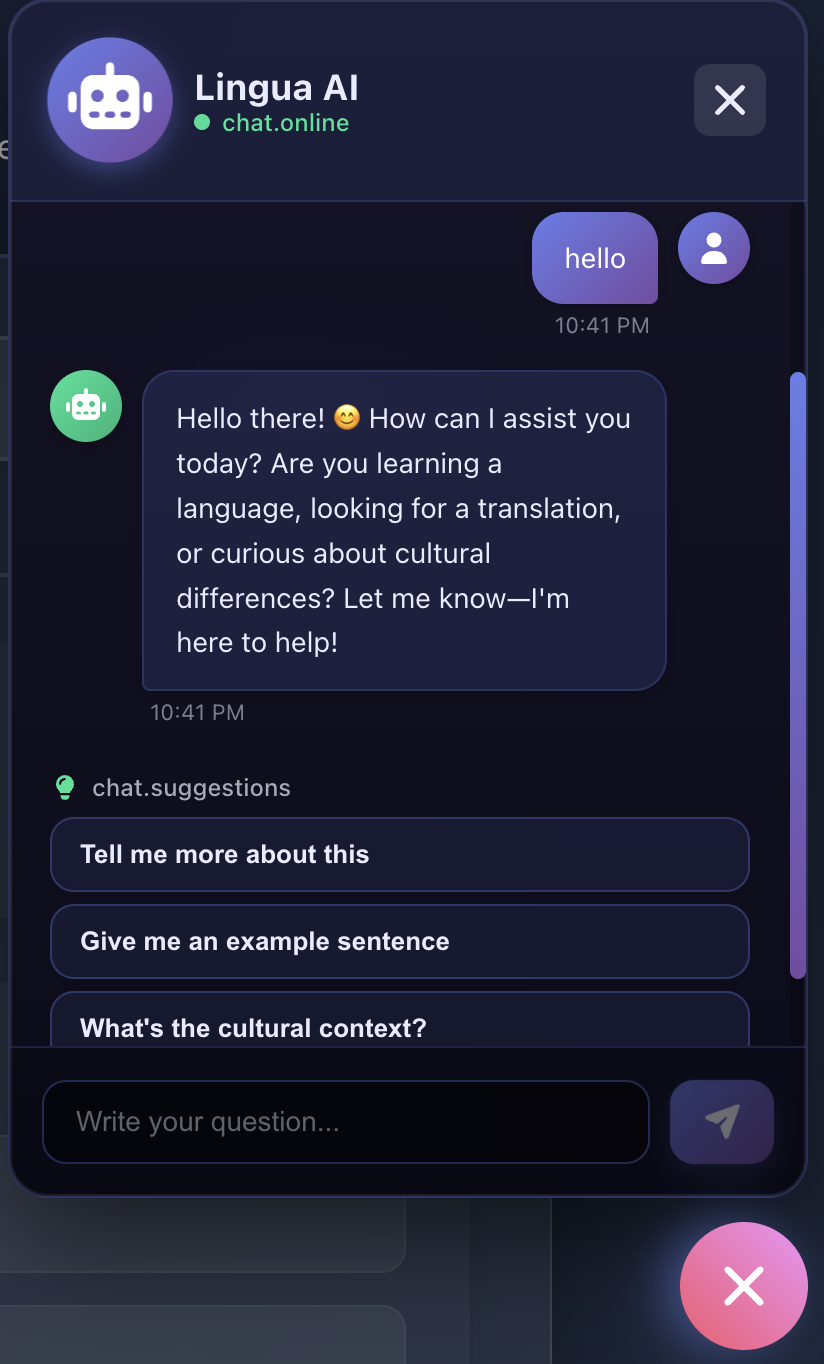 Lingua AI
chat.online
hello
10:41 PM
Hello there! 😊 How can I assist you
today? Are you learning a
language, looking for a translation,
or curious about cultural
differences? Let me know—I'm
here to help!
10:41 PM
chat.suggestions
Tell me more about this
Give me an example sentence
What's the cultural context?
Write your question...